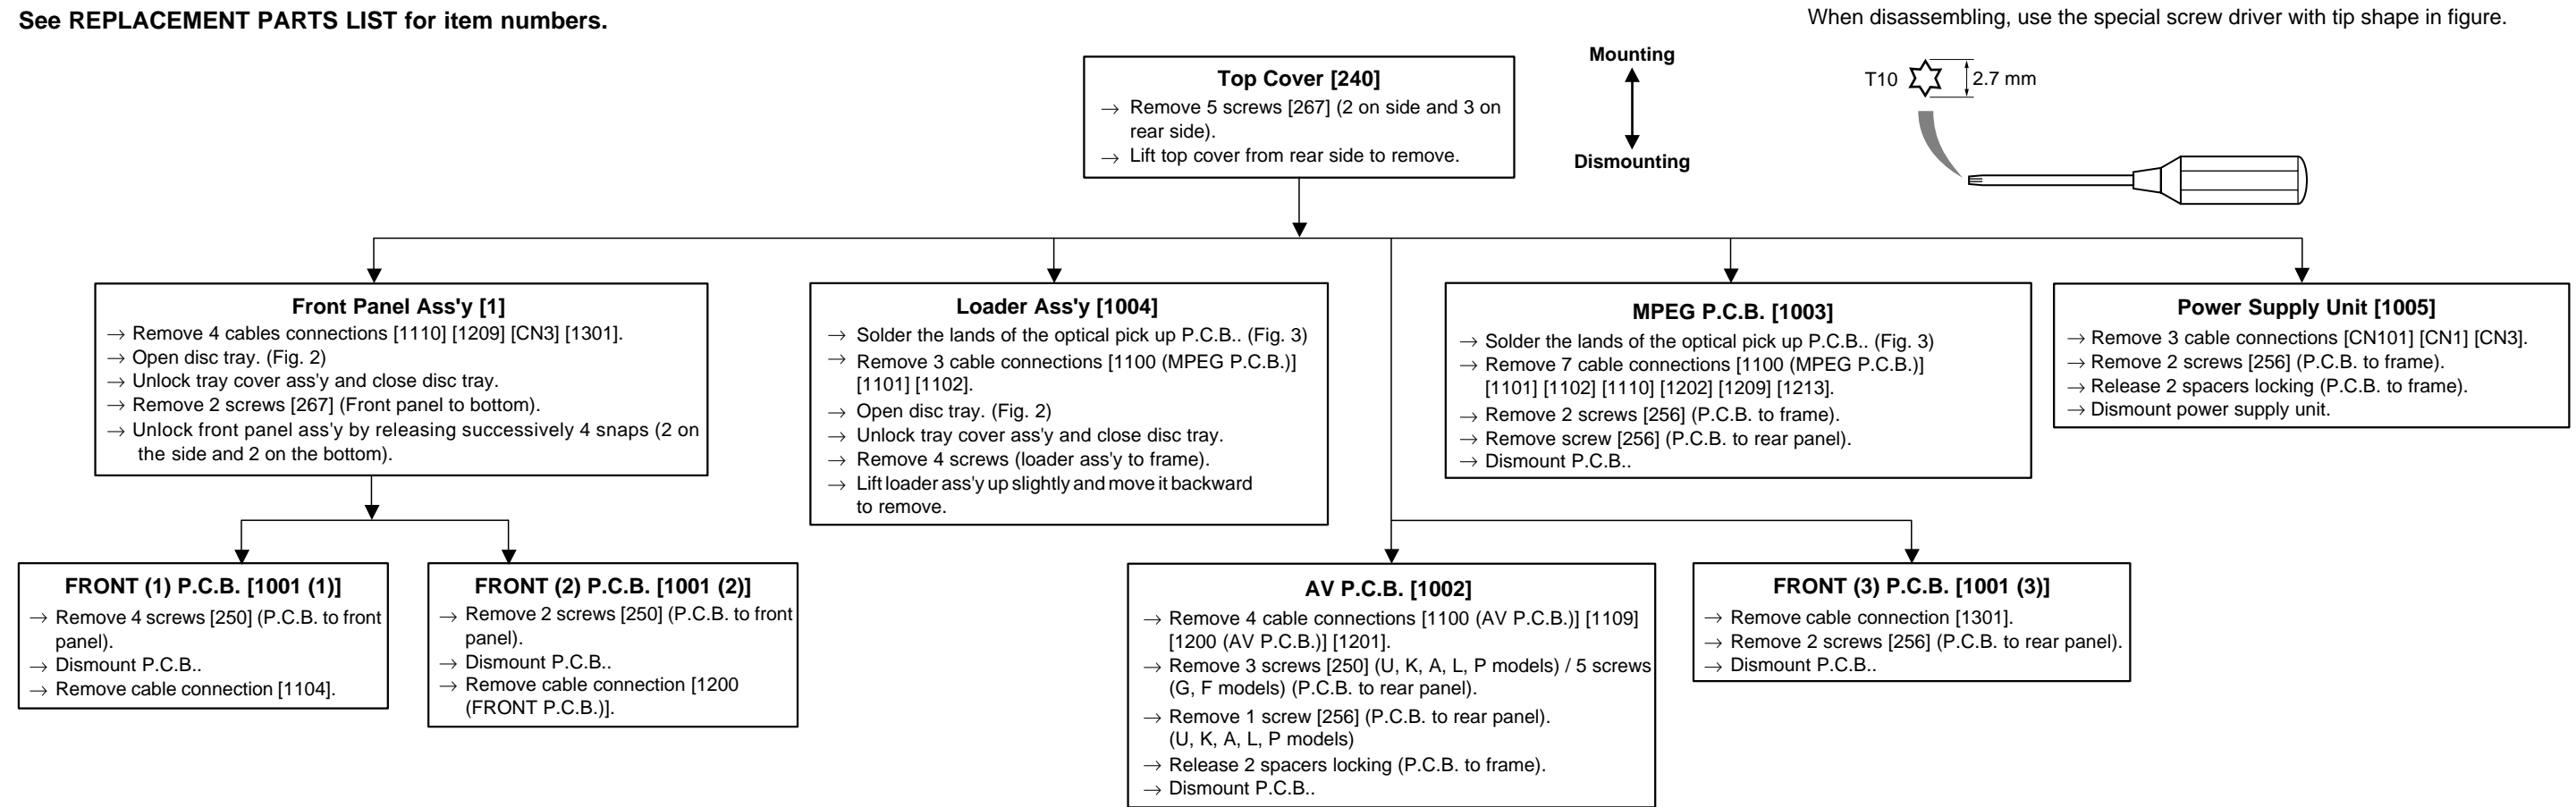 See REPLACEMENT PARTS LIST for item numbers.
When disassembling, use the special screw driver with tip shape in figure.
Top Cover [240]
→ Remove 5 screws [267] (2 on side and 3 on
rear side).
→ Lift top cover from rear side to remove.
Mounting
Dismounting
T10
2.7 mm
Front Panel Ass'y [1]
→ Remove 4 cables connections [1110] [1209] [CN3] [1301].
→ Open disc tray. (Fig. 2)
→ Unlock tray cover ass'y and close disc tray.
→ Remove 2 screws [267] (Front panel to bottom).
→ Unlock front panel ass'y by releasing successively 4 snaps (2 on
the side and 2 on the bottom).
Loader Ass'y [1004]
→ Solder the lands of the optical pick up P.C.B.. (Fig. 3)
→ Remove 3 cable connections [1100 (MPEG P.C.B.)]
[1101] [1102].
→ Open disc tray. (Fig. 2)
→ Unlock tray cover ass'y and close disc tray.
→ Remove 4 screws (loader ass'y to frame).
→ Lift loader ass'y up slightly and move it backward
to remove.
MPEG P.C.B. [1003]
→ Solder the lands of the optical pick up P.C.B.. (Fig. 3)
→ Remove 7 cable connections [1100 (MPEG P.C.B.)]
[1101] [1102] [1110] [1202] [1209] [1213].
→ Remove 2 screws [256] (P.C.B. to frame).
→ Remove screw [256] (P.C.B. to rear panel).
→ Dismount P.C.B..
Power Supply Unit [1005]
→ Remove 3 cable connections [CN101] [CN1] [CN3].
→ Remove 2 screws [256] (P.C.B. to frame).
→ Release 2 spacers locking (P.C.B. to frame).
→ Dismount power supply unit.
FRONT (1) P.C.B. [1001 (1)]
→ Remove 4 screws [250] (P.C.B. to front
panel).
→ Dismount P.C.B..
→ Remove cable connection [1104].
FRONT (2) P.C.B. [1001 (2)]
→ Remove 2 screws [250] (P.C.B. to front
panel).
→ Dismount P.C.B..
→ Remove cable connection [1200
(FRONT P.C.B.)].
AV P.C.B. [1002]
→ Remove 4 cable connections [1100 (AV P.C.B.)] [1109]
[1200 (AV P.C.B.)] [1201].
→ Remove 3 screws [250] (U, K, A, L, P models) / 5 screws
(G, F models) (P.C.B. to rear panel).
→ Remove 1 screw [256] (P.C.B. to rear panel).
(U, K, A, L, P models)
→ Release 2 spacers locking (P.C.B. to frame).
→ Dismount P.C.B..
FRONT (3) P.C.B. [1001 (3)]
→ Remove cable connection [1301].
→ Remove 2 screws [256] (P.C.B. to rear panel).
→ Dismount P.C.B..